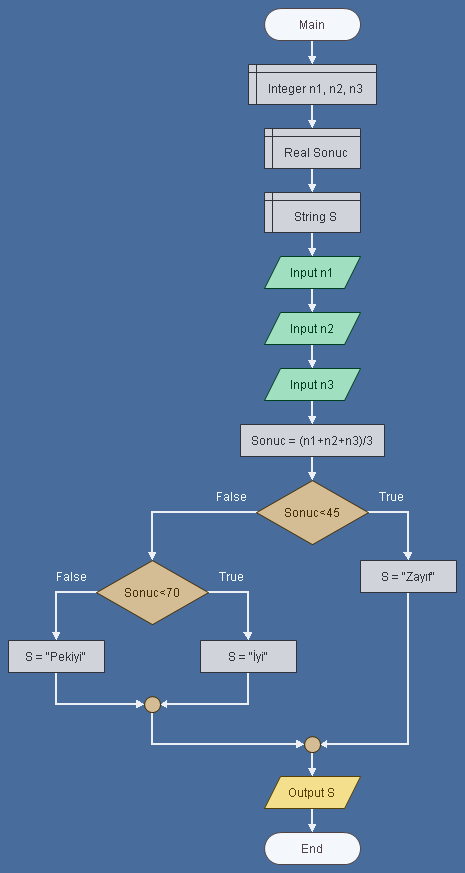 Main
Integer n1, n2, n3
Real Sonuc
String S
Input n1
Input n2
Input n3
Sonuc = (n1+n2+n3)/3
False
True
Sonuc<45
S = "Zayıf"
False
True
Sonuc<70
S = "Pekiyi"
S = "İyi"
Output S
End